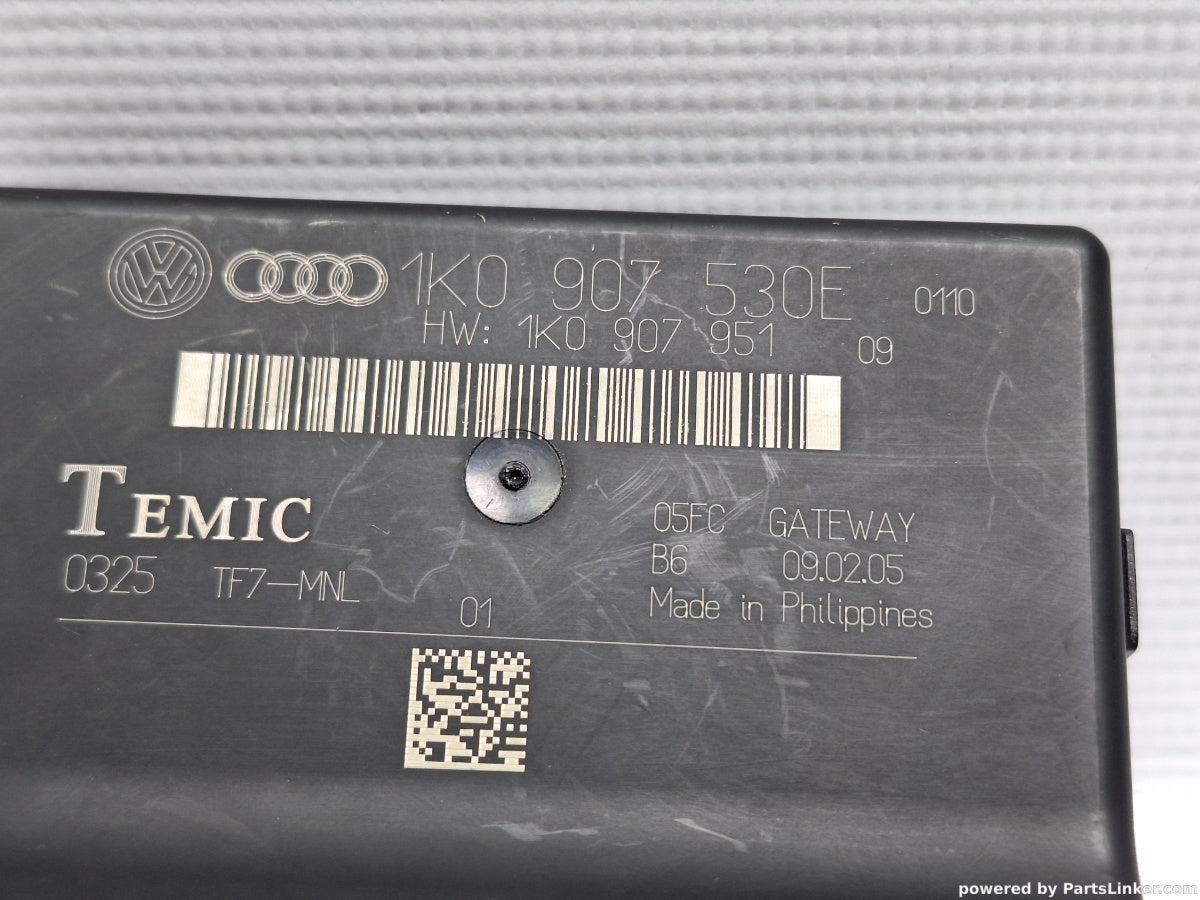 1K0 907 530E 0110
HW: 1K0 907 951 09
TEMIC
05FC GATEWAY
0325 TF7-MNL
B6 09.02.05
01
Made in Philippines
powered by PartsLinker.com